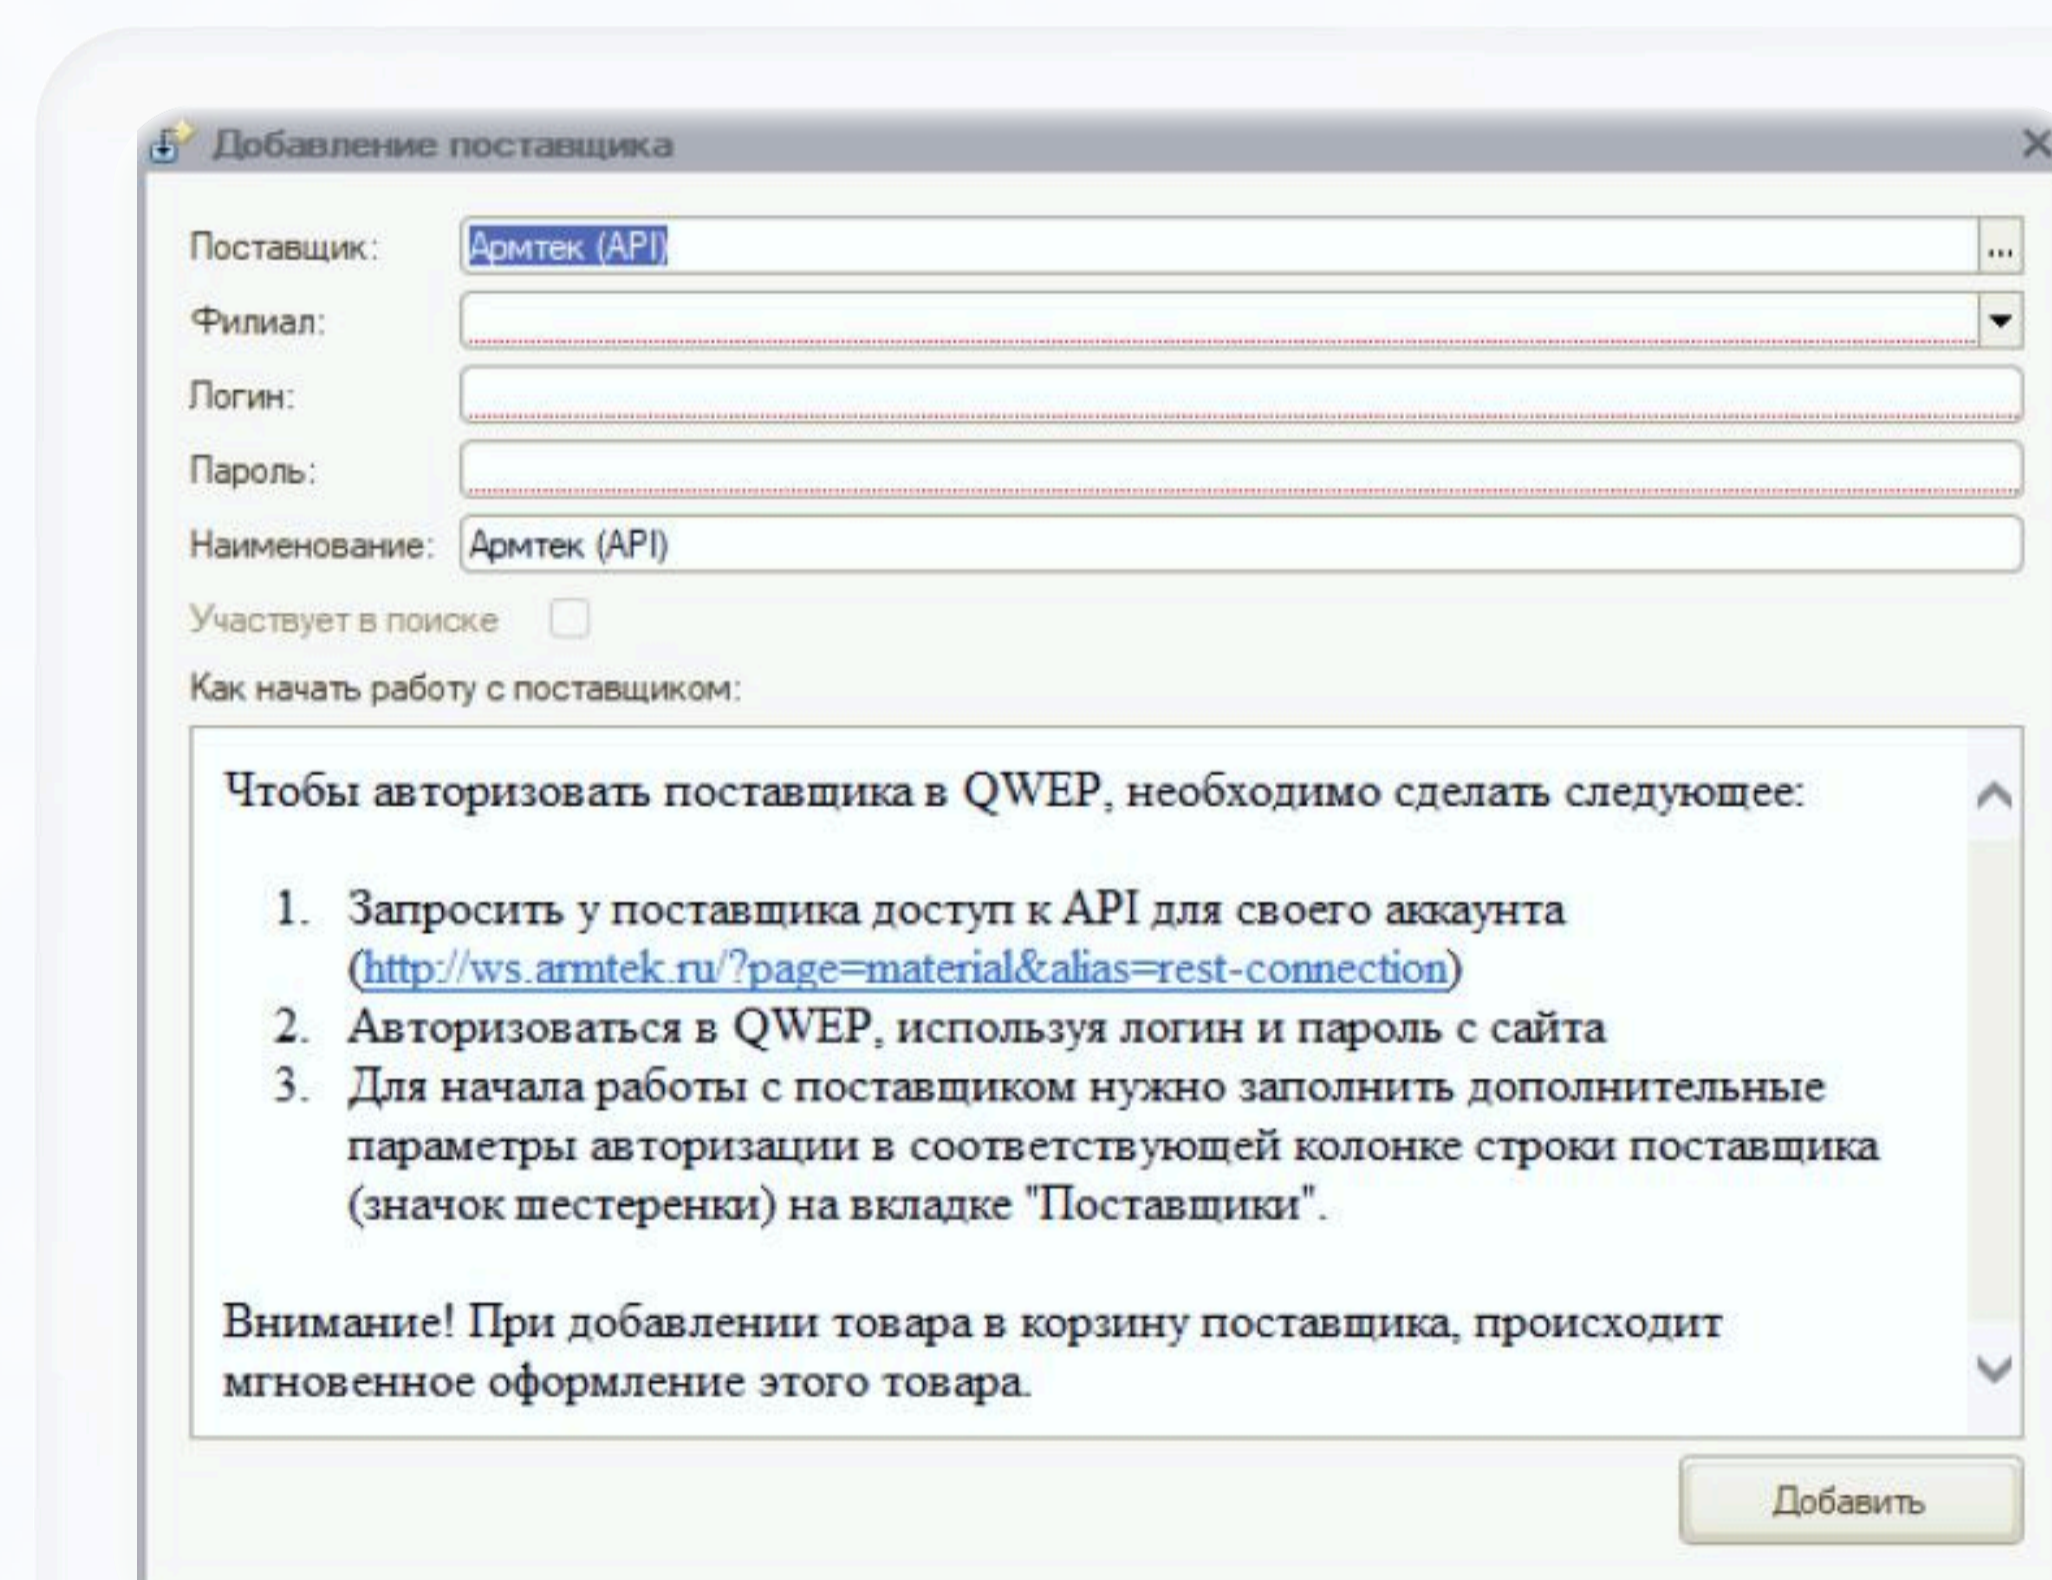 Добавление поставщика
Поставщик: Армтек (API) ...
Филиал:
Логин:
Пароль:
Наименование: Армтек (API)
Участвует в поиске
Как начать работу с поставщиком:
Чтобы авторизовать поставщика в QWEP, необходимо сделать следующее:
1. Запросить у поставщика доступ к API для своего аккаунта
(http://ws.armtek.ru/?page=material&alias=rest-connection)
2. Авторизоваться в QWEP, используя логин и пароль с сайта
3. Для начала работы с поставщиком нужно заполнить дополнительные
параметры авторизации в соответствующей колонке строки поставщика
(значок шестеренки) на вкладке "Поставщики".
Внимание! При добавлении товара в корзину поставщика, происходит
мгновенное оформление этого товара.
Добавить